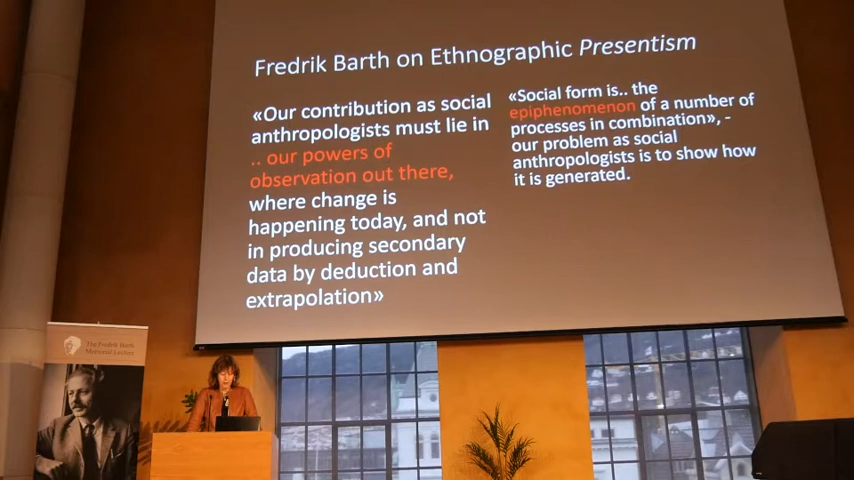 Fredrik Barth on Ethnographic Presentism
«Our contribution as social
anthropologists must lie in
.. our powers of
observation out there,
where change is
happening today, and not
in producing secondary
data by deduction and
extrapolation»
«Social form is.. the
epiphenomenon of a number of
processes in combination», -
our problem as social
anthropologists is to show how
it is generated.
The Fredrik Barth
Memorial Lecture